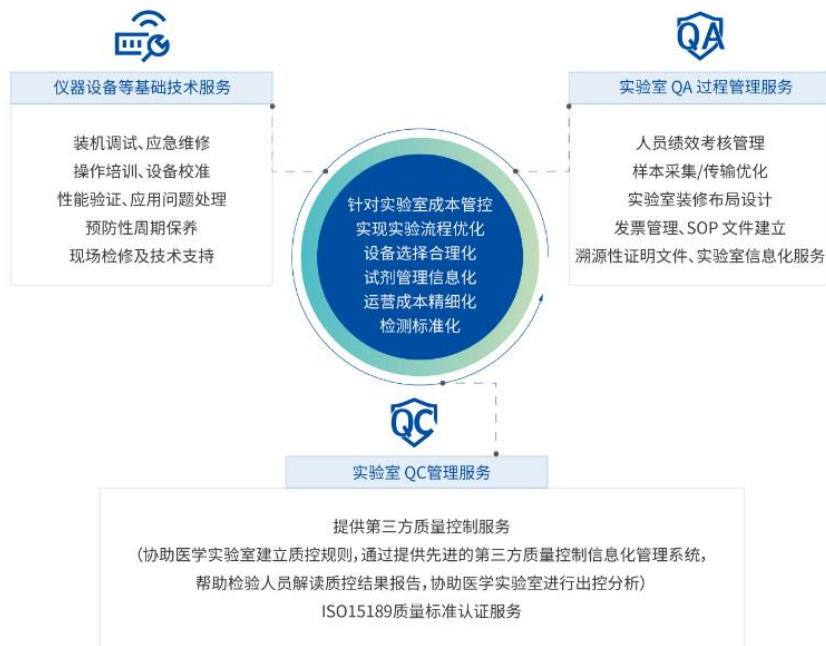 仪器设备等基础技术服务
装机调试、应急维修
操作培训、设备校准
性能验证、应用问题处理
预防性周期保养
现场检修及技术支持
QA
实验室 QA 过程管理服务
人员绩效考核管理
样本采集/传输优化
实验室装修布局设计
发票管理、SOP 文件建立
溯源性证明文件、实验室信息化服务
针对实验室成本管控
实现实验流程优化
设备选择合理化
试剂管理信息化
运营成本精细化
检测标准化
QC
实验室 QC管理服务
提供第三方质量控制服务
(协助医学实验室建立质控规则,通过提供先进的第三方质量控制信息化管理系统,
帮助检验人员解读质控结果报告,协助医学实验室进行出控分析)
ISO15189质量标准认证服务